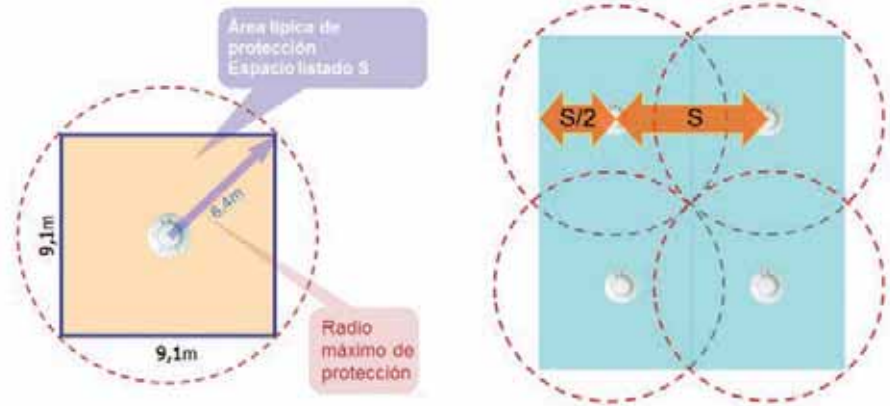 Área típica de
protección
Espacio listado S
6,4m
9,1m
9,1m
Radio
máximo de
protección
S/2
S